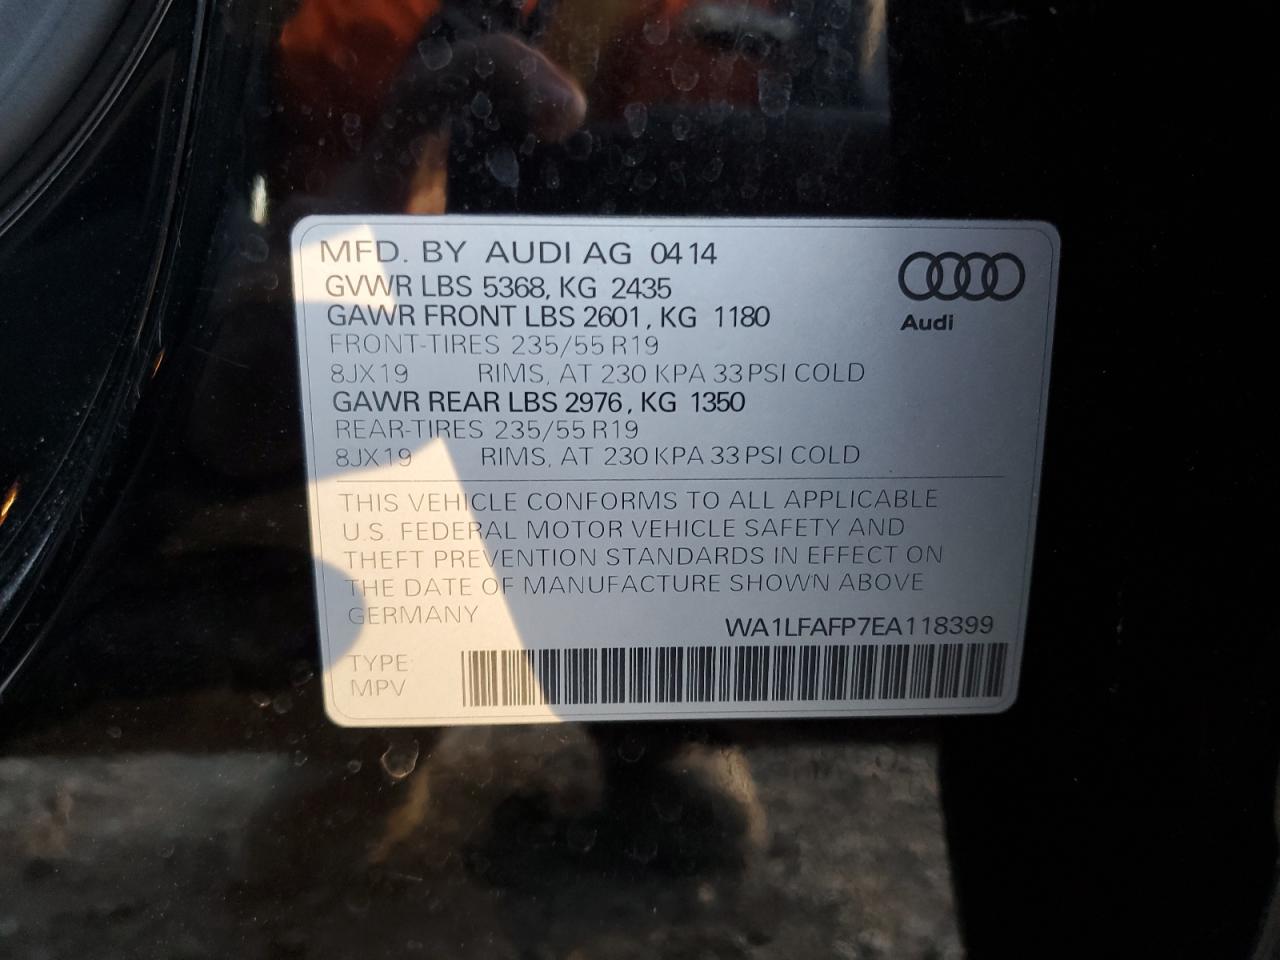 MFD. BY AUDI AG 0414
GVWR LBS 5368, KG 2435
GAWR FRONT LBS 2601, KG 1180
FRONT-TIRES 235/55 R19
8JX19 RIMS, AT 230 KPA 33 PSI COLD
GAWR REAR LBS 2976, KG 1350
REAR-TIRES 235/55 R19
8JX19 RIMS, AT 230 KPA 33 PSI COLD
Audi
THIS VEHICLE CONFORMS TO ALL APPLICABLE
U.S. FEDERAL MOTOR VEHICLE SAFETY AND
THEFT PREVENTION STANDARDS IN EFFECT ON
THE DATE OF MANUFACTURE SHOWN ABOVE
GERMANY
WA1LFAFP7EA118399
TYPE:
MPV